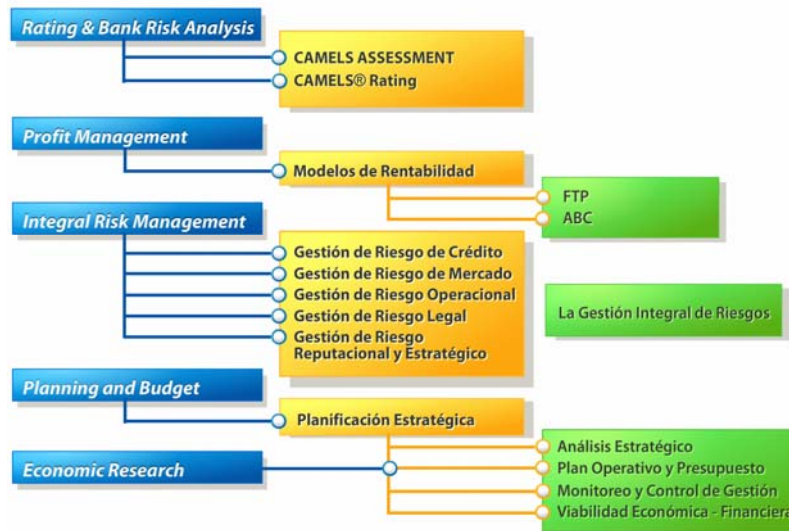 Rating & Bank Risk Analysis
CAMELS ASSESSMENT
CAMELS® Rating
Profit Management
Modelos de Rentabilidad
FTP
ABC
Integral Risk Management
Gestión de Riesgo de Crédito
Gestión de Riesgo de Mercado
Gestión de Riesgo Operacional
Gestión de Riesgo Legal
Gestión de Riesgo
Reputacional y Estratégico
La Gestión Integral de Riesgos
Planning and Budget
Planificación Estratégica
Economic Research
Análisis Estratégico
Plan Operativo y Presupuesto
Monitoreo y Control de Gestión
Viabilidad Económica - Financiera